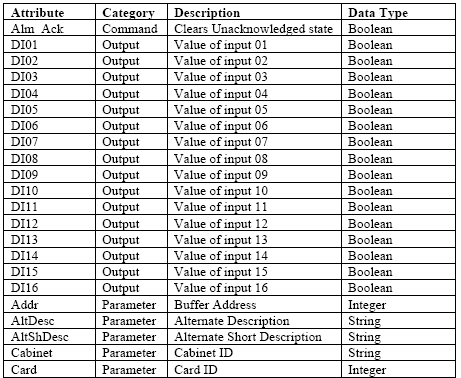 Attribute Category Description Data Type
Alm_Ack Command Clears Unacknowledged state Boolean
DI01 Output Value of input 01 Boolean
DI02 Output Value of input 02 Boolean
DI03 Output Value of input 03 Boolean
DI04 Output Value of input 04 Boolean
DI05 Output Value of input 05 Boolean
DI06 Output Value of input 06 Boolean
DI07 Output Value of input 07 Boolean
DI08 Output Value of input 08 Boolean
DI09 Output Value of input 09 Boolean
DI10 Output Value of input 10 Boolean
DI11 Output Value of input 11 Boolean
DI12 Output Value of input 12 Boolean
DI13 Output Value of input 13 Boolean
DI14 Output Value of input 14 Boolean
DI15 Output Value of input 15 Boolean
DI16 Output Value of input 16 Boolean
Addr Parameter Buffer Address Integer
AltDesc Parameter Alternate Description String
AltShDesc Parameter Alternate Short Description String
Cabinet Parameter Cabinet ID String
Card Parameter Card ID Integer